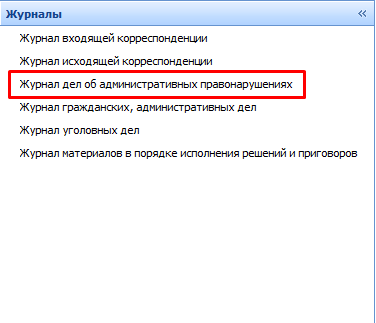 Журналы
Журнал входящей корреспонденции
Журнал исходящей корреспонденции
Журнал дел об административных правонарушениях
Журнал гражданских, административных дел
Журнал уголовных дел
Журнал материалов в порядке исполнения решений и приговоров